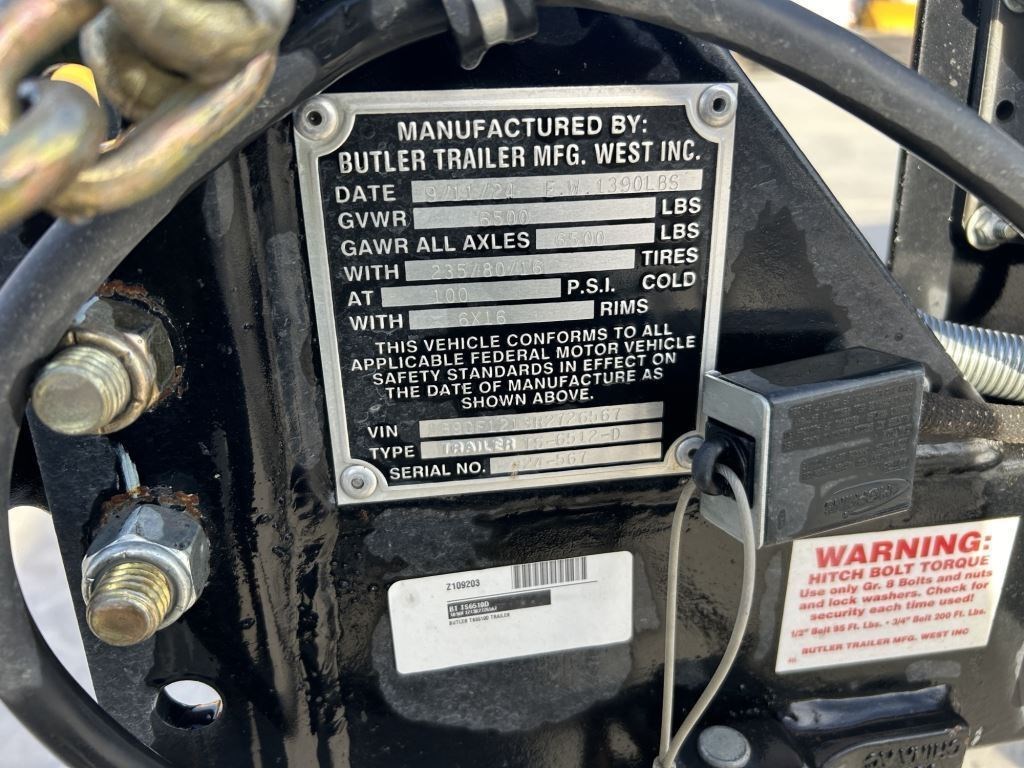 MANUFACTURED BY:
BUTLER TRAILER MFG. WEST INC.
DATE 9/11/24 E.W. 1390LBS
GVWR 6500 LBS
GAWR ALL AXLES 6500 LBS
WITH 235/80/16 TIRES
AT 100 P.S.I. COLD
WITH 6X16 RIMS
THIS VEHICLE CONFORMS TO ALL
APPLICABLE FEDERAL MOTOR VEHICLE
SAFETY STANDARDS IN EFFECT ON
THE DATE OF MANUFACTURE AS
SHOWN ABOVE.
VIN
TYPE TRAILER
SERIAL NO.
Z109203
BUTLER TRAILER
WARNING:
HITCH BOLT TORQUE
Use only Gr. 8 Bolts and nuts
and lock washers. Check for
security each time used!
1/2" Bolt 95 Ft. Lbs. • 3/4" Bolt 200 Ft. Lbs.
BUTLER TRAILER MFG. WEST INC